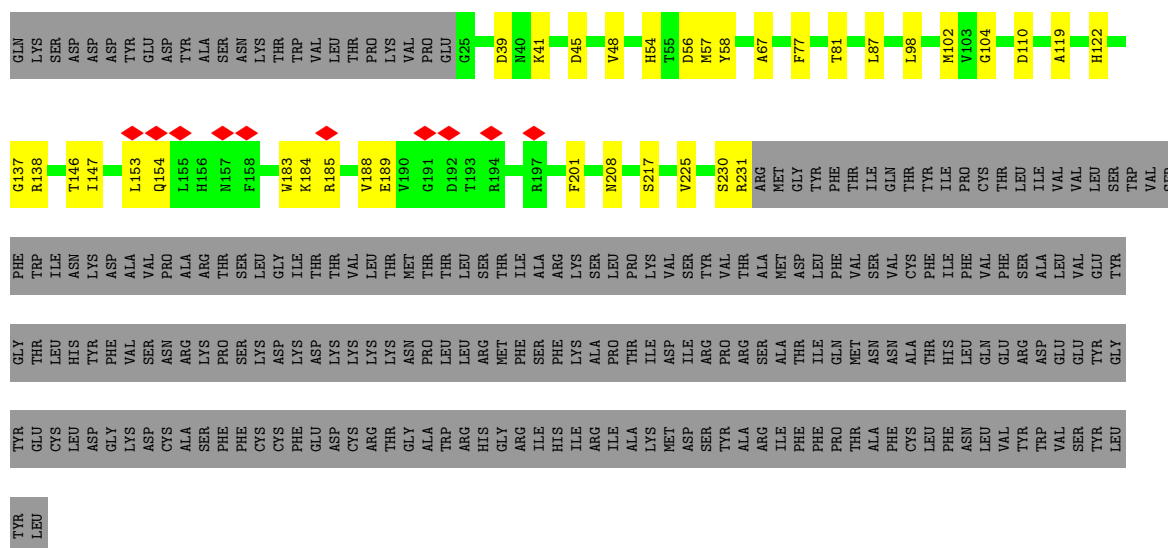 GLN LYS SER ASP ASP ASP TYR GLU ASP TYR ALA SER ASN LYS THR TRP VAL LEU THR PRO LYS VAL PRO GLU G25 D39 N40 K41 D45 V48 H54 T55 D56 M57 Y58 A67 F77 T81 L87 L98 M102 V103 G104 D110 A119 H122
G137 R138 T146 I147 L153 Q154 L155 H156 N157 F158 W183 K184 R185 V188 E189 V190 G191 D192 T193 R194 R197 F201 N208 S217 V225 S230 R231 ARG MET GLY TYR PHE THR ILE GLN THR TYR ILE PRO CYS THR LEU ILE VAL VAL LEU SER TRP VAL SER
PHE TRP ILE ASN LYS ASP ALA VAL PRO ALA ARG THR SER LEU GLY ILE THR THR VAL LEU THR MET THR THR LEU SER THR ILE ALA ARG LYS SER LEU PRO LYS VAL SER TYR VAL THR ALA MET ASP LEU PHE VAL SER VAL CYS PHE ILE PHE VAL PHE SER ALA LEU VAL GLU TYR
GLY THR LEU HIS TYR PHE VAL SER ASN ARG LYS PRO SER LYS ASP LYS ASP LYS LYS LYS LYS ASN PRO LEU LEU ARG MET PHE SER PHE LYS ALA PRO THR ILE ASP ILE ARG PRO ARG SER ALA THR ILE GLN MET ASN ASN ALA THR HIS LEU GLN GLU ARG ASP GLU GLU TYR GLY
TYR GLU CYS LEU ASP GLY LYS ASP CYS ALA SER PHE PHE CYS CYS PHE GLU ASP CYS ARG THR GLY ALA TRP ARG HIS GLY ARG ILE HIS ILE ARG ILE ALA LYS MET ASP SER TYR ALA ARG ILE PHE PHE PRO THR ALA PHE CYS LEU PHE ASN LEU VAL TYR TRP VAL SER TYR LEU
TYR LEU